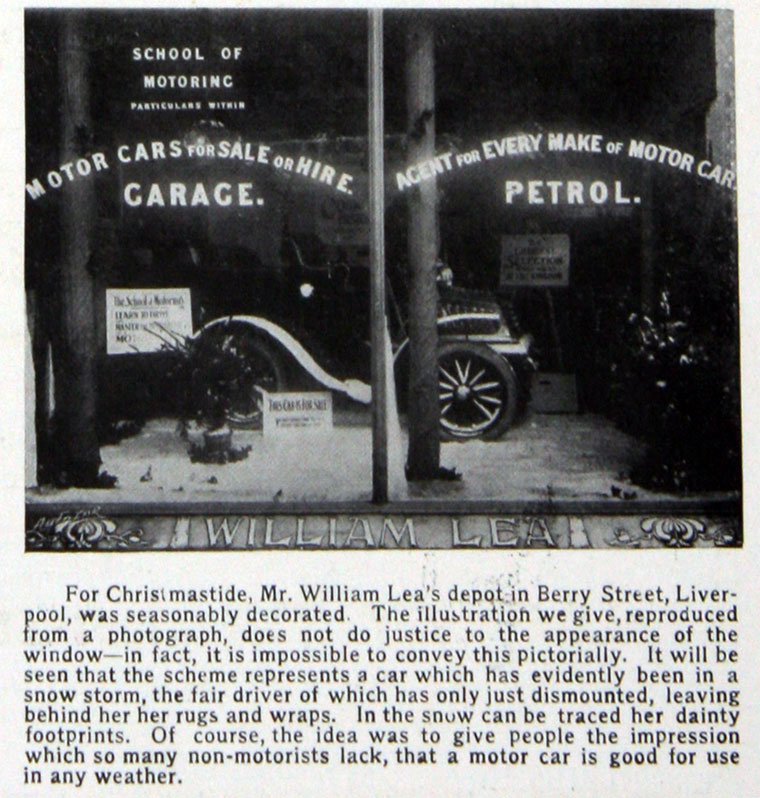 SCHOOL OF
MOTORING
PARTICULARS WITHIN
MOTOR CARS FOR SALE OR HIRE.
GARAGE.
AGENT FOR EVERY MAKE OF MOTOR CAR.
PETROL.
SELECTION
The School of Motoring
LEARN TO DRIVE
THIS CAR IS FOR SALE
WILLIAM LEA
For Christmastide, Mr. William Lea's depot in Berry Street, Liver-
pool, was seasonably decorated. The illustration we give, reproduced
from a photograph, does not do justice to the appearance of the
window—in fact, it is impossible to convey this pictorially. It will be
seen that the scheme represents a car which has evidently been in a
snow storm, the fair driver of which has only just dismounted, leaving
behind her her rugs and wraps. In the snow can be traced her dainty
footprints. Of course, the idea was to give people the impression
which so many non-motorists lack, that a motor car is good for use
in any weather.